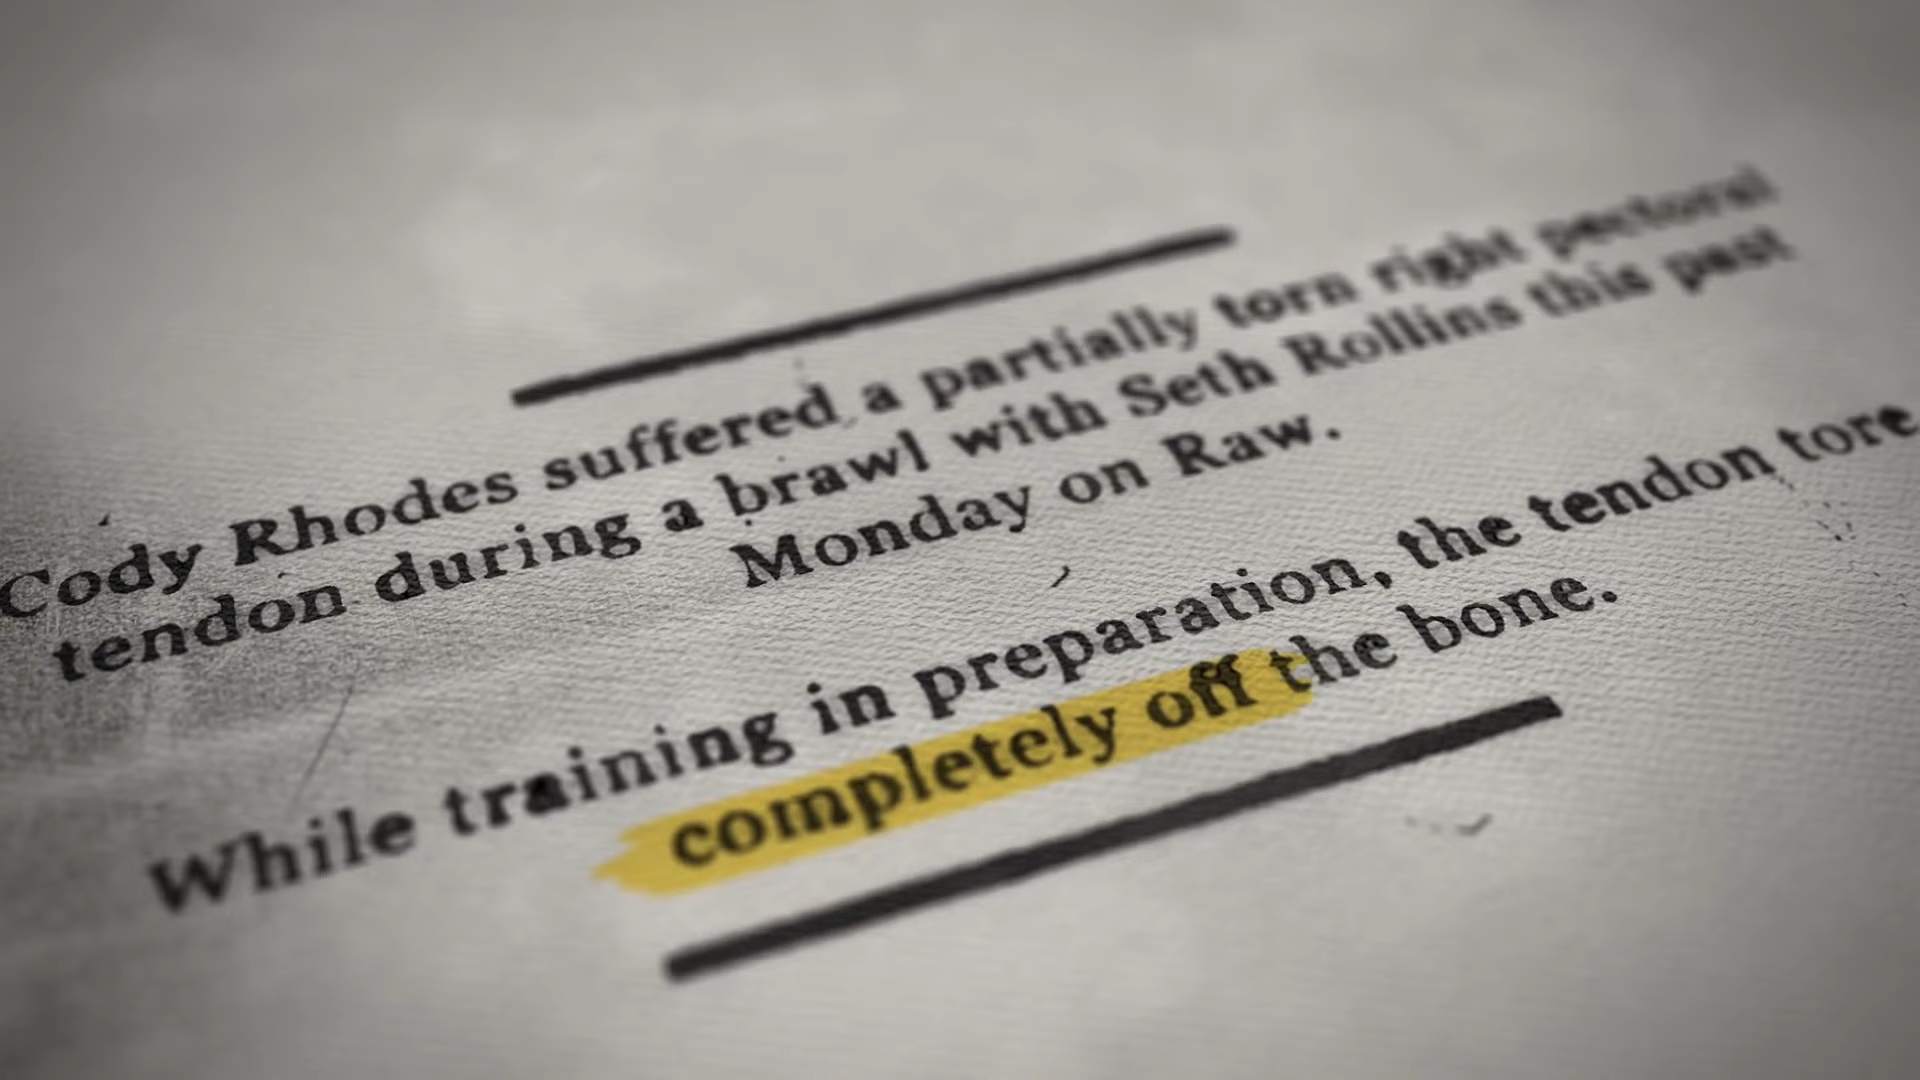 Cody Rhodes suffered a partially torn right pectoral
tendon during a brawl with Seth Rollins this past
Monday on Raw.
While training in preparation, the tendon tore
completely off the bone.